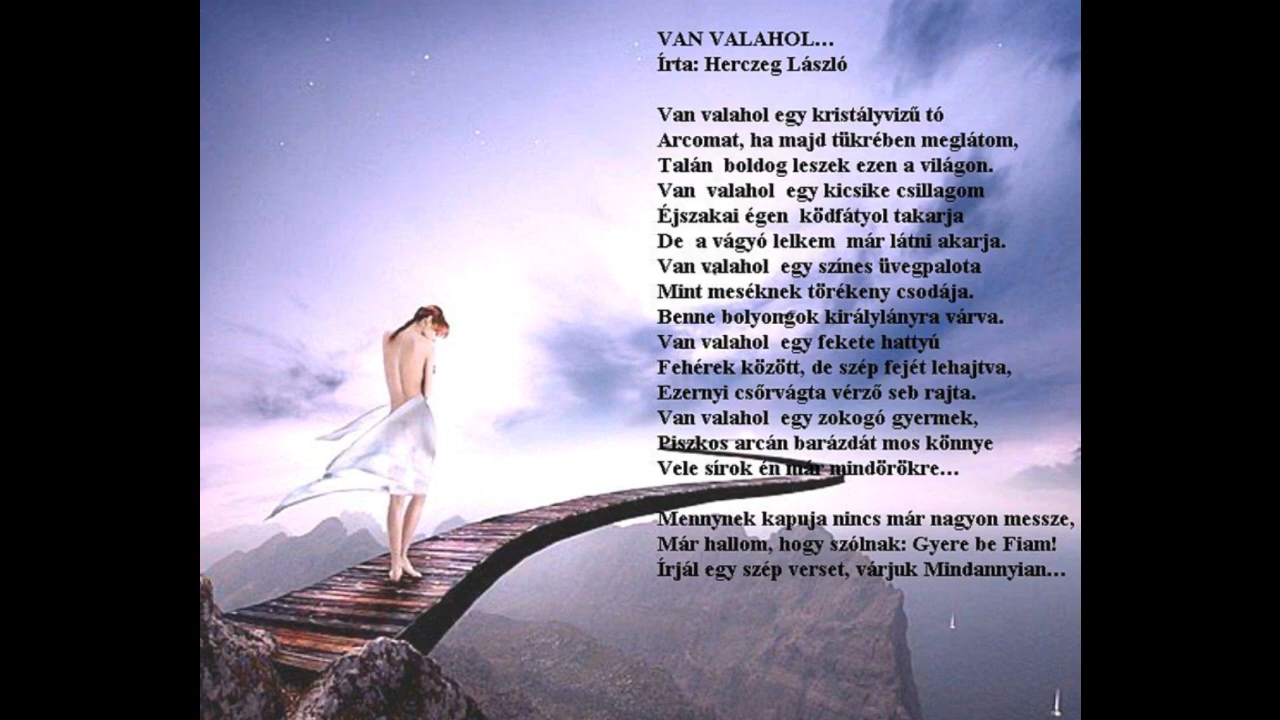 VAN VALAHOL...
Írta: Herczeg László
Van valahol egy kristályvizű tó
Arcomat, ha majd tükrében meglátom,
Talán boldog leszek ezen a világon.
Van valahol egy kicsike csillagom
Éjszakai égen ködfátyol takarja
De a vágyó lelkem már látni akarja.
Van valahol egy színes üvegpalota
Mint meséknek törékeny csodája.
Benne bolyongok királylányra várva.
Van valahol egy fekete hattyú
Fehérek között, de szép fejét lehajtva,
Ezernyi csőrvágta vérző seb rajta.
Van valahol egy zokogó gyermek,
Piszkos arcán barázdát mos könnye
Vele sírok én már mindörökre...
Mennynek kapuja nincs már nagyon messze,
Már hallom, hogy szólnak: Gyere be Fiam!
Írjál egy szép verset, várjuk Mindannyian...